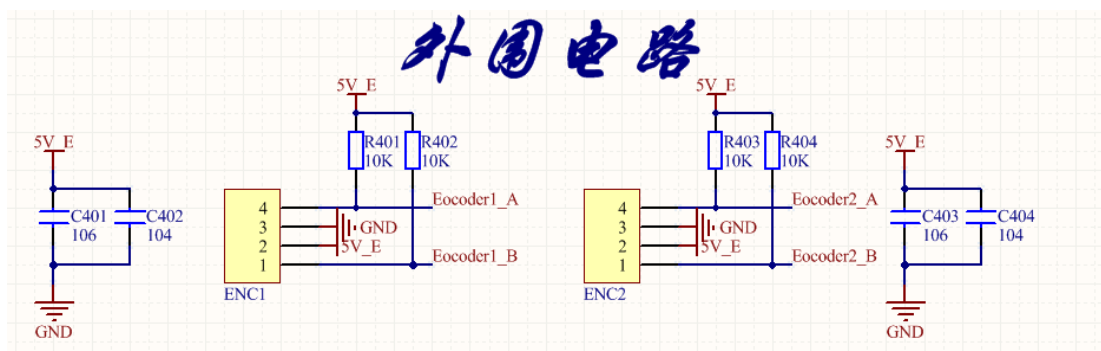 外围电路
5V_E
5V_E
5V_E
5V_E
R401
10K
R402
10K
R403
10K
R404
10K
C401
106
C402
104
4
3
2
1
Eocoder1_A
GND
5V_E
Eocoder1_B
ENC1
4
3
2
1
Eocoder2_A
GND
5V_E
Eocoder2_B
ENC2
C403
106
C404
104
GND
GND